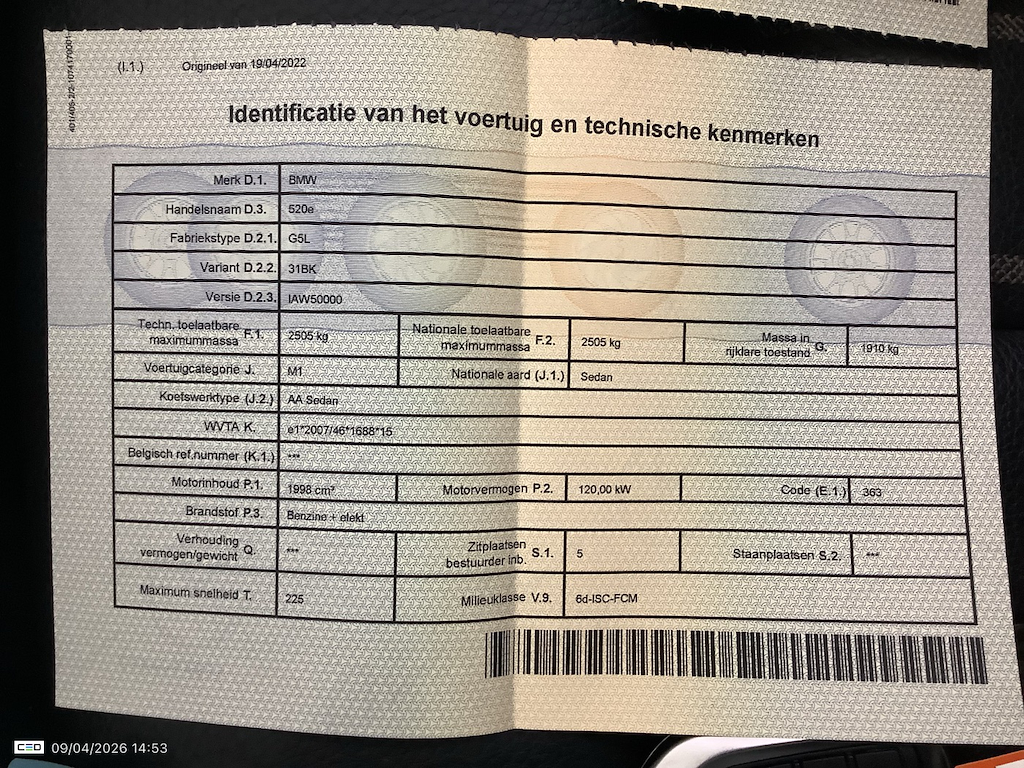 (I.1.) Origineel van 19/04/2022
Identificatie van het voertuig en technische kenmerken
Merk D.1. BMW
Handelsnaam D.3. 520e
Fabriekstype D.2.1. G5L
Variant D.2.2. 31BK
Versie D.2.3. IAW50000
Techn. toelaatbare maximummassa F.1. 2505 kg Nationale toelaatbare maximummassa F.2. 2505 kg Massa in rijklare toestand G. 1910 kg
Voertuigcategorie J. M1 Nationale aard (J.1.) Sedan
Koetswerktype (J.2.) AA Sedan
WVTA K. e1*2007/46*1688*15
Belgisch ref.nummer (K.1.) ***
Motorinhoud P.1. 1998 cm³ Motorvermogen P.2. 120,00 kW Code (E.1.) 363
Brandstof P.3. Benzine + elekt
Verhouding vermogen/gewicht Q. *** Zitplaatsen bestuurder inb. S.1. 5 Staanplaatsen S.2. ***
Maximum snelheid T. 225 Milieuklasse V.9. 6d-ISC-FCM
CEO 09/04/2026 14:53